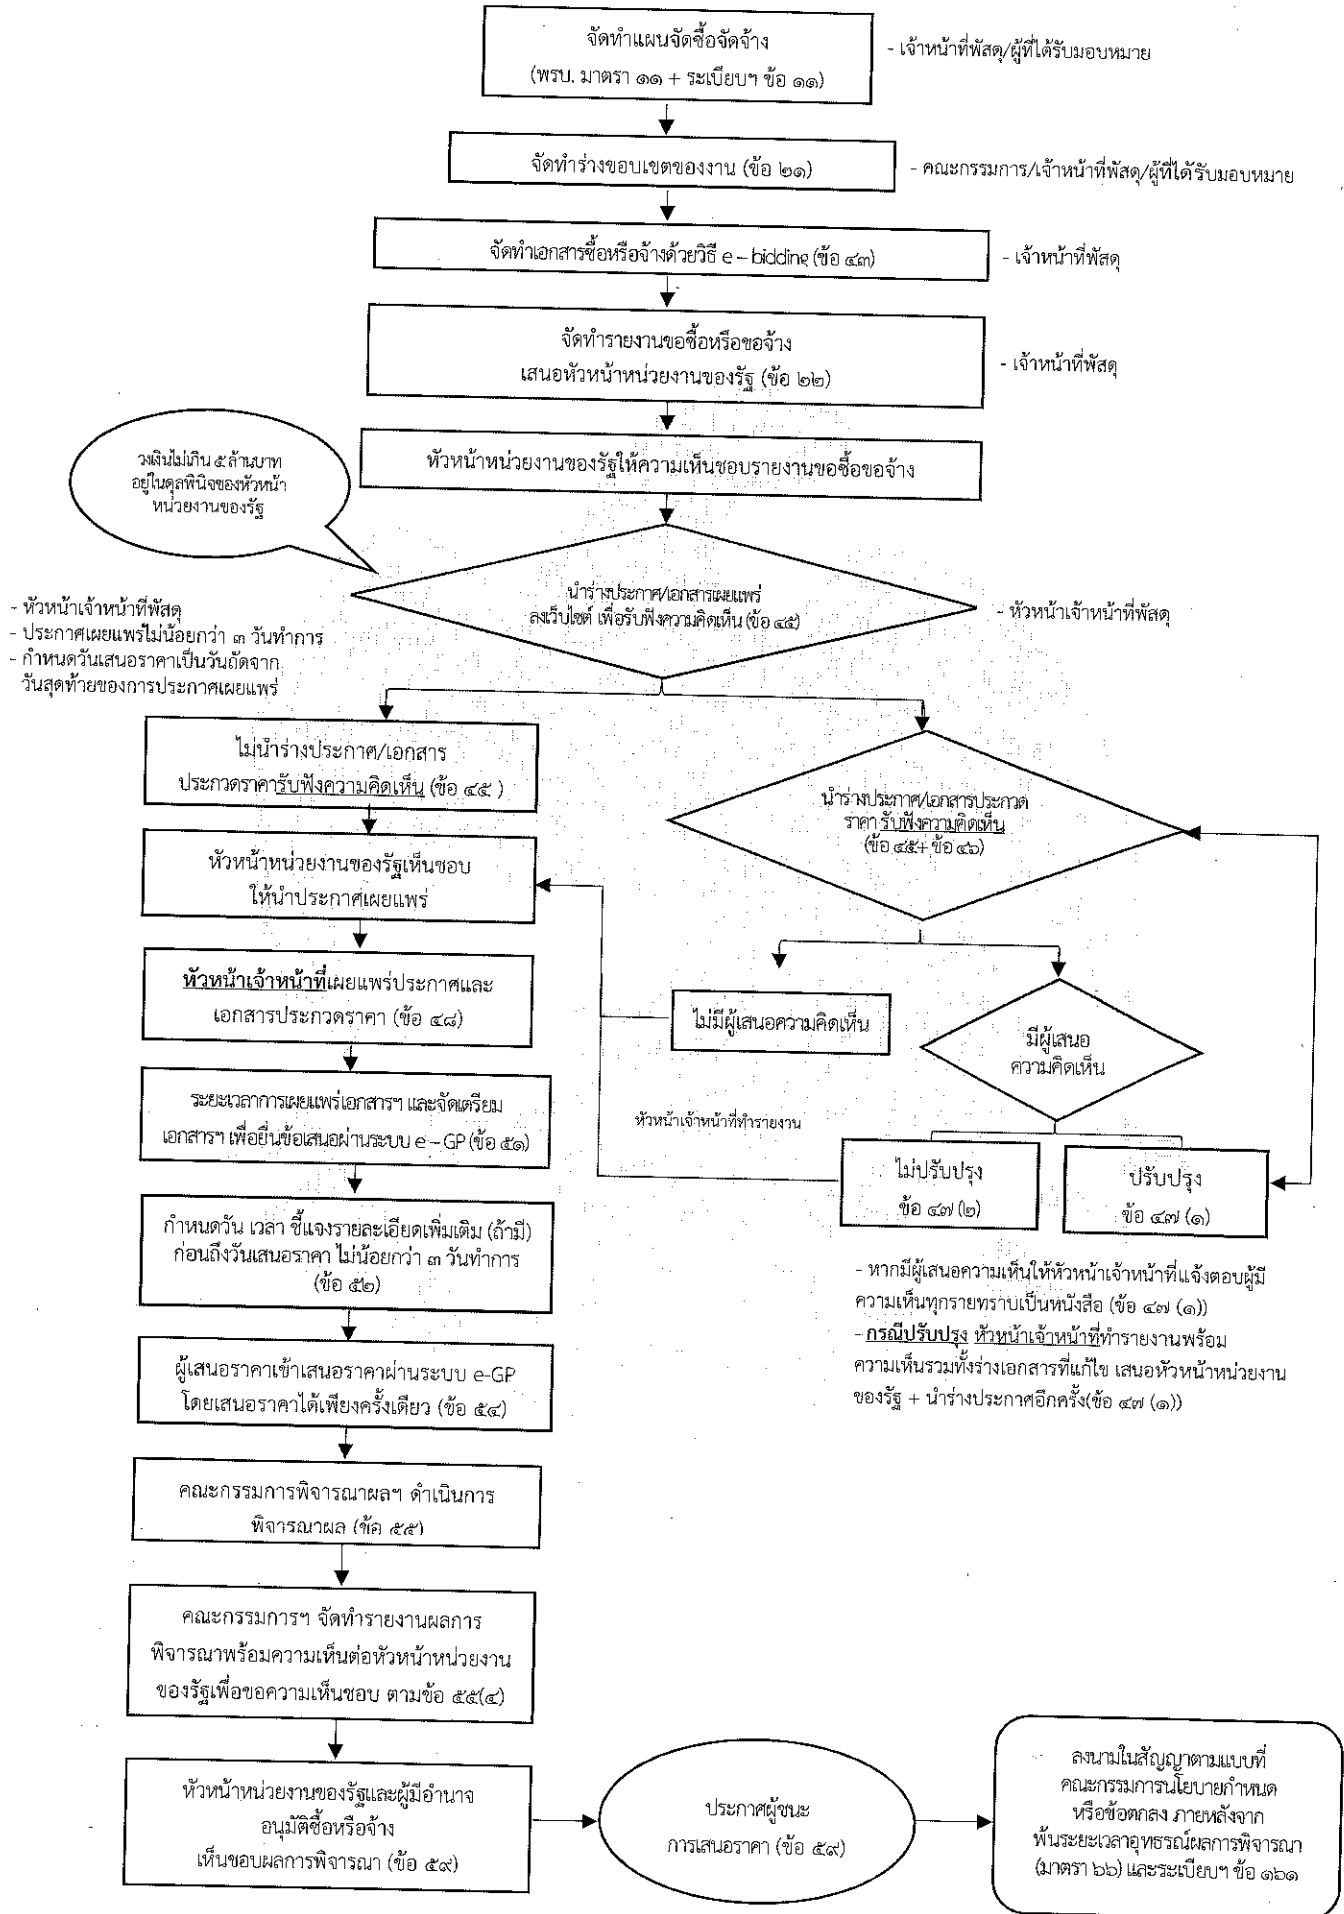 จัดทำแผนจัดซื้อจัดจ้าง
(พรบ. มาตรา ๑๑ + ระเบียบฯ ข้อ ๑๑)
- เจ้าหน้าที่พัสดุ/ผู้ที่ได้รับมอบหมาย
จัดทำร่างขอบเขตของงาน (ข้อ ๒๑)
- คณะกรรมการ/เจ้าหน้าที่พัสดุ/ผู้ที่ได้รับมอบหมาย
จัดทำเอกสารซื้อหรือจ้างด้วยวิธี e – bidding (ข้อ ๔๓)
- เจ้าหน้าที่พัสดุ
จัดทำรายงานขอซื้อหรือขอจ้าง
เสนอหัวหน้าหน่วยงานของรัฐ (ข้อ ๒๒)
- เจ้าหน้าที่พัสดุ
หัวหน้าหน่วยงานของรัฐให้ความเห็นชอบรายงานขอซื้อขอจ้าง
วงเงินไม่เกิน ๕ ล้านบาท
อยู่ในดุลพินิจของหัวหน้า
หน่วยงานของรัฐ
นำร่างประกาศ/เอกสารเผยแพร่
ลงเว็บไซต์ เพื่อรับฟังความคิดเห็น (ข้อ ๔๕)
- หัวหน้าเจ้าหน้าที่พัสดุ
- หัวหน้าเจ้าหน้าที่พัสดุ
- ประกาศเผยแพร่ไม่น้อยกว่า ๓ วันทำการ
- กำหนดวันเสนอราคาเป็นวันถัดจาก
วันสุดท้ายของการประกาศเผยแพร่
ไม่นำร่างประกาศ/เอกสาร
ประกวดราคารับฟังความคิดเห็น (ข้อ ๔๕ )
นำร่างประกาศ/เอกสารประกวด
ราคา รับฟังความคิดเห็น
(ข้อ ๔๕+ ข้อ ๔๖)
หัวหน้าหน่วยงานของรัฐเห็นชอบ
ให้นำประกาศเผยแพร่
หัวหน้าเจ้าหน้าที่เผยแพร่ประกาศและ
เอกสารประกวดราคา (ข้อ ๔๘)
ไม่มีผู้เสนอความคิดเห็น
มีผู้เสนอ
ความคิดเห็น
ระยะเวลาการเผยแพร่เอกสารฯ และจัดเตรียม
เอกสารฯ เพื่อยื่นข้อเสนอผ่านระบบ e – GP (ข้อ ๕๑)
หัวหน้าเจ้าหน้าที่ทำรายงาน
ไม่ปรับปรุง
ข้อ ๔๗ (๒)
ปรับปรุง
ข้อ ๔๗ (๑)
กำหนดวัน เวลา ชี้แจงรายละเอียดเพิ่มเติม (ถ้ามี)
ก่อนถึงวันเสนอราคา ไม่น้อยกว่า ๓ วันทำการ
(ข้อ ๕๒)
- หากมีผู้เสนอความเห็นให้หัวหน้าเจ้าหน้าที่แจ้งตอบผู้มี
ความเห็นทุกรายทราบเป็นหนังสือ (ข้อ ๔๗ (๑))
- กรณีปรับปรุง หัวหน้าเจ้าหน้าที่ทำรายงานพร้อม
ความเห็นรวมทั้งร่างเอกสารที่แก้ไข เสนอหัวหน้าหน่วยงาน
ของรัฐ + นำร่างประกาศอีกครั้ง(ข้อ ๔๗ (๑))
ผู้เสนอราคาเข้าเสนอราคาผ่านระบบ e-GP
โดยเสนอราคาได้เพียงครั้งเดียว (ข้อ ๕๔)
คณะกรรมการพิจารณาผลฯ ดำเนินการ
พิจารณาผล (ข้อ ๕๕)
คณะกรรมการฯ จัดทำรายงานผลการ
พิจารณาพร้อมความเห็นต่อหัวหน้าหน่วยงาน
ของรัฐเพื่อขอความเห็นชอบ ตามข้อ ๕๕(๔)
หัวหน้าหน่วยงานของรัฐและผู้มีอำนาจ
อนุมัติซื้อหรือจ้าง
เห็นชอบผลการพิจารณา (ข้อ ๕๙)
ประกาศผู้ชนะ
การเสนอราคา (ข้อ ๕๙)
ลงนามในสัญญาตามแบบที่
คณะกรรมการนโยบายกำหนด
หรือข้อตกลง ภายหลังจาก
พ้นระยะเวลาอุทธรณ์ผลการพิจารณา
(มาตรา ๖๖) และระเบียบฯ ข้อ ๑๖๑